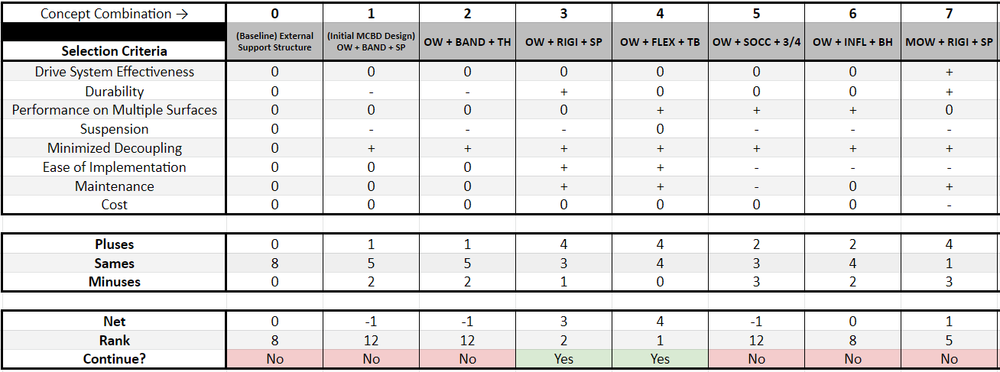 Concept Combination → 0 1 2 3 4 5 6 7
Selection Criteria (Baseline) External Support Structure (Initial MCBD Design) OW + BAND + SP OW + BAND + TH OW + RIGI + SP OW + FLEX + TB OW + SOCC + 3/4 OW + INFL + BH MOW + RIGI + SP
Drive System Effectiveness 0 0 0 0 0 0 0 +
Durability 0 - - + 0 0 0 +
Performance on Multiple Surfaces 0 0 0 0 + + + 0
Suspension 0 - - - 0 - - -
Minimized Decoupling 0 + + + + + + +
Ease of Implementation 0 0 0 + + - - -
Maintenance 0 0 0 + + - 0 +
Cost 0 0 0 0 0 0 0 -
Pluses 0 1 1 4 4 2 2 4
Sames 8 5 5 3 4 3 4 1
Minuses 0 2 2 1 0 3 2 3
Net 0 -1 -1 3 4 -1 0 1
Rank 8 12 12 2 1 12 8 5
Continue? No No No Yes Yes No No No